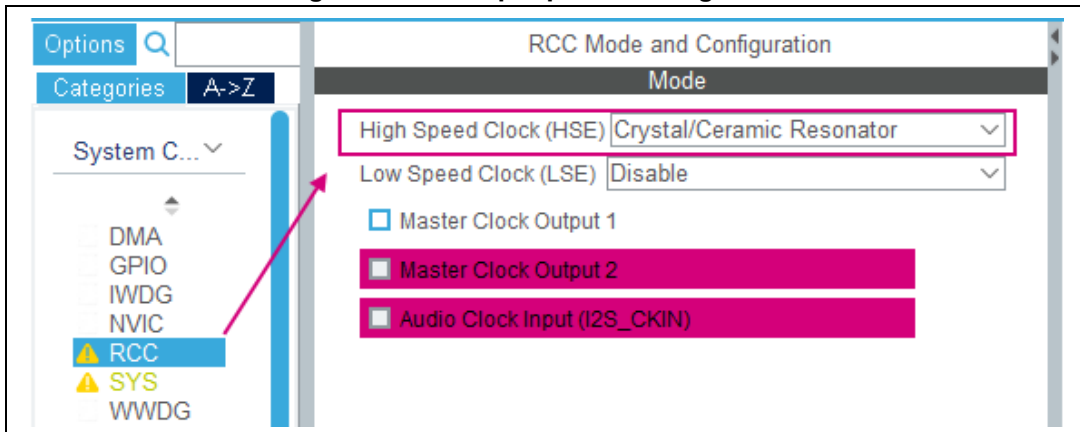 Options
RCC Mode and Configuration
Categories A->Z
Mode
High Speed Clock (HSE) Crystal/Ceramic Resonator
System C...
Low Speed Clock (LSE) Disable
Master Clock Output 1
DMA
GPIO
Master Clock Output 2
IWDG
NVIC
Audio Clock Input (I2S_CKIN)
RCC
SYS
WWDG